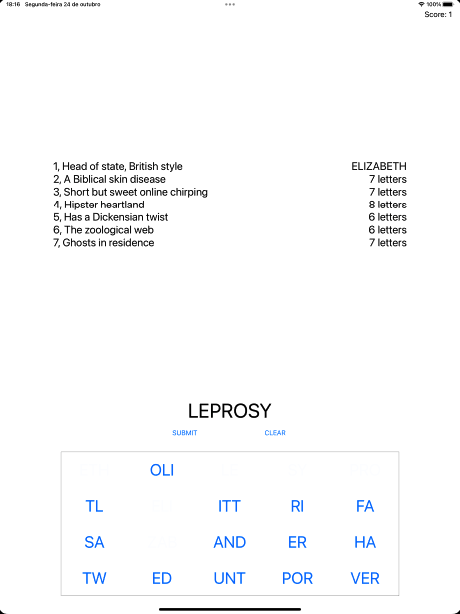 18:16 Segunda-feira 24 de outubro 100%
Score: 1
1, Head of state, British style ELIZABETH
2, A Biblical skin disease 7 letters
3, Short but sweet online chirping 7 letters
4, Hipster heartland 8 letters
5, Has a Dickensian twist 6 letters
6, The zoological web 6 letters
7, Ghosts in residence 7 letters
LEPROSY
SUBMIT CLEAR
OLI
TL ITT RI FA
SA AND ER HA
TW ED UNT POR VER